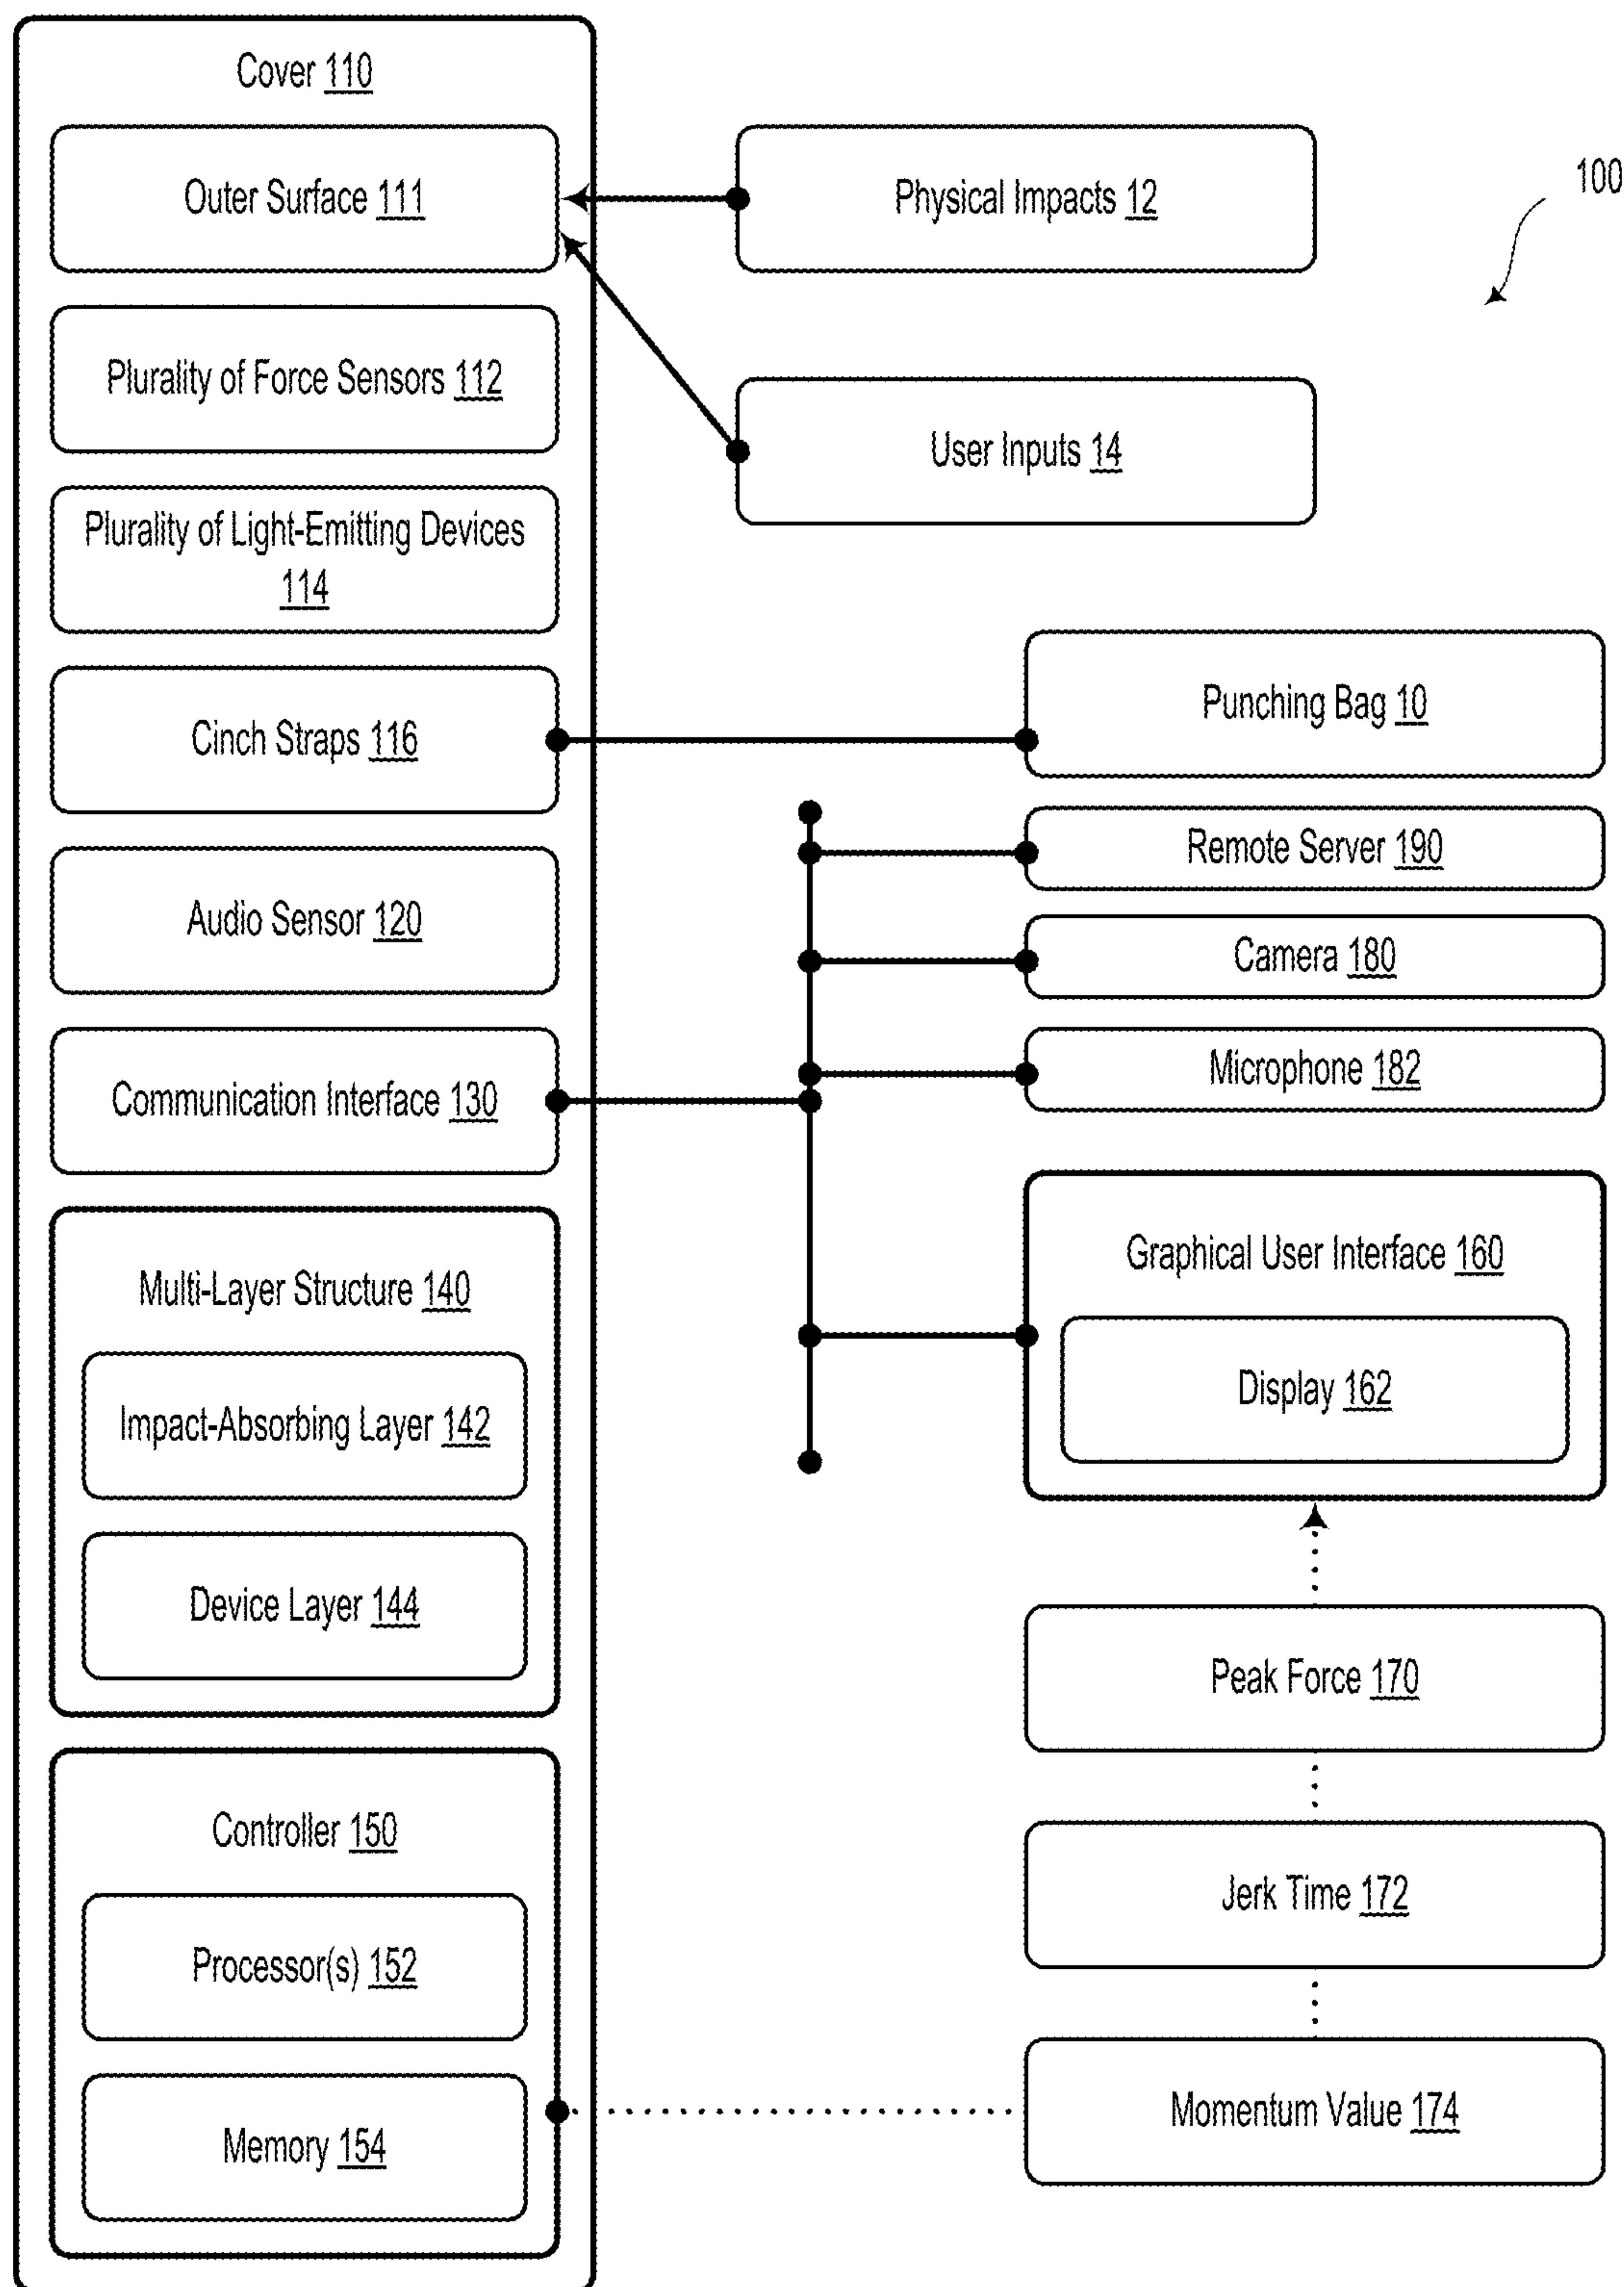 Cover 110
Outer Surface 111
Physical Impacts 12
100
Plurality of Force Sensors 112
User Inputs 14
Plurality of Light-Emitting Devices
114
Cinch Straps 116
Punching Bag 10
Remote Server 190
Audio Sensor 120
Camera 180
Communication Interface 130
Microphone 182
Multi-Layer Structure 140
Graphical User Interface 160
Impact-Absorbing Layer 142
Display 162
Device Layer 144
Peak Force 170
Controller 150
Jerk Time 172
Processor(s) 152
Momentum Value 174
Memory 154